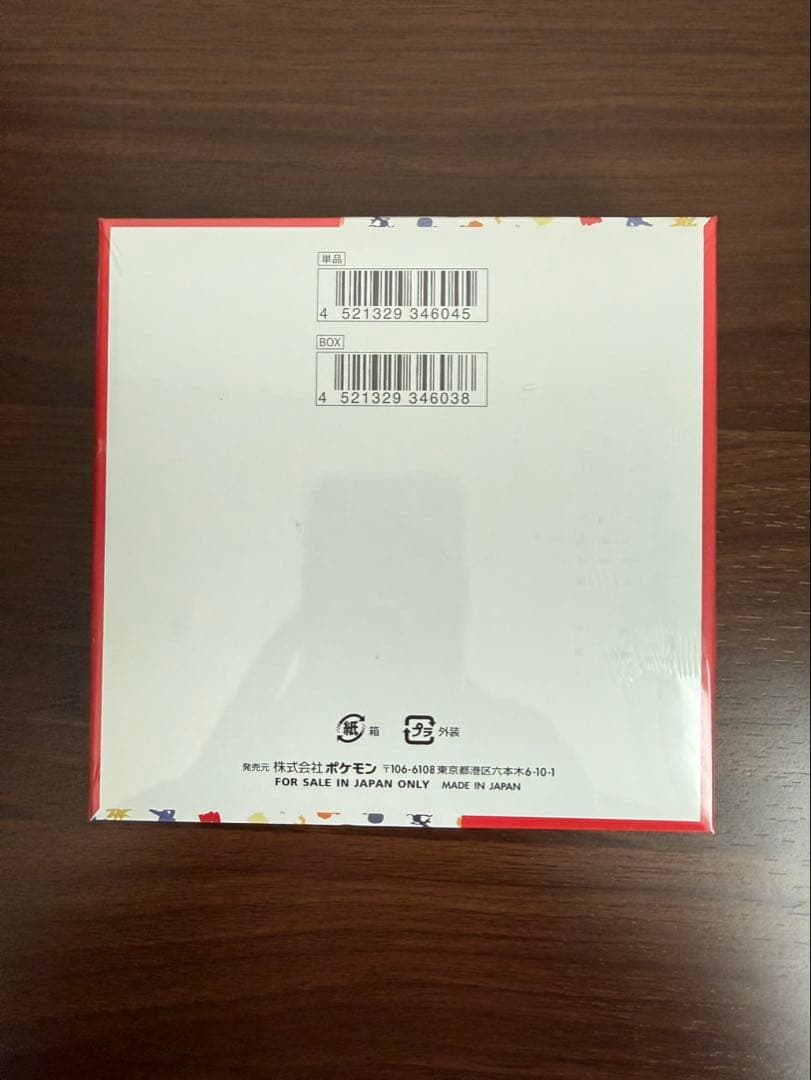 単品
4 521329 346045
BOX
4 521329 346038
紙 箱 プラ 外装
発売元 株式会社ポケモン 〒106-6108 東京都港区六本木6-10-1
FOR SALE IN JAPAN ONLY MADE IN JAPAN